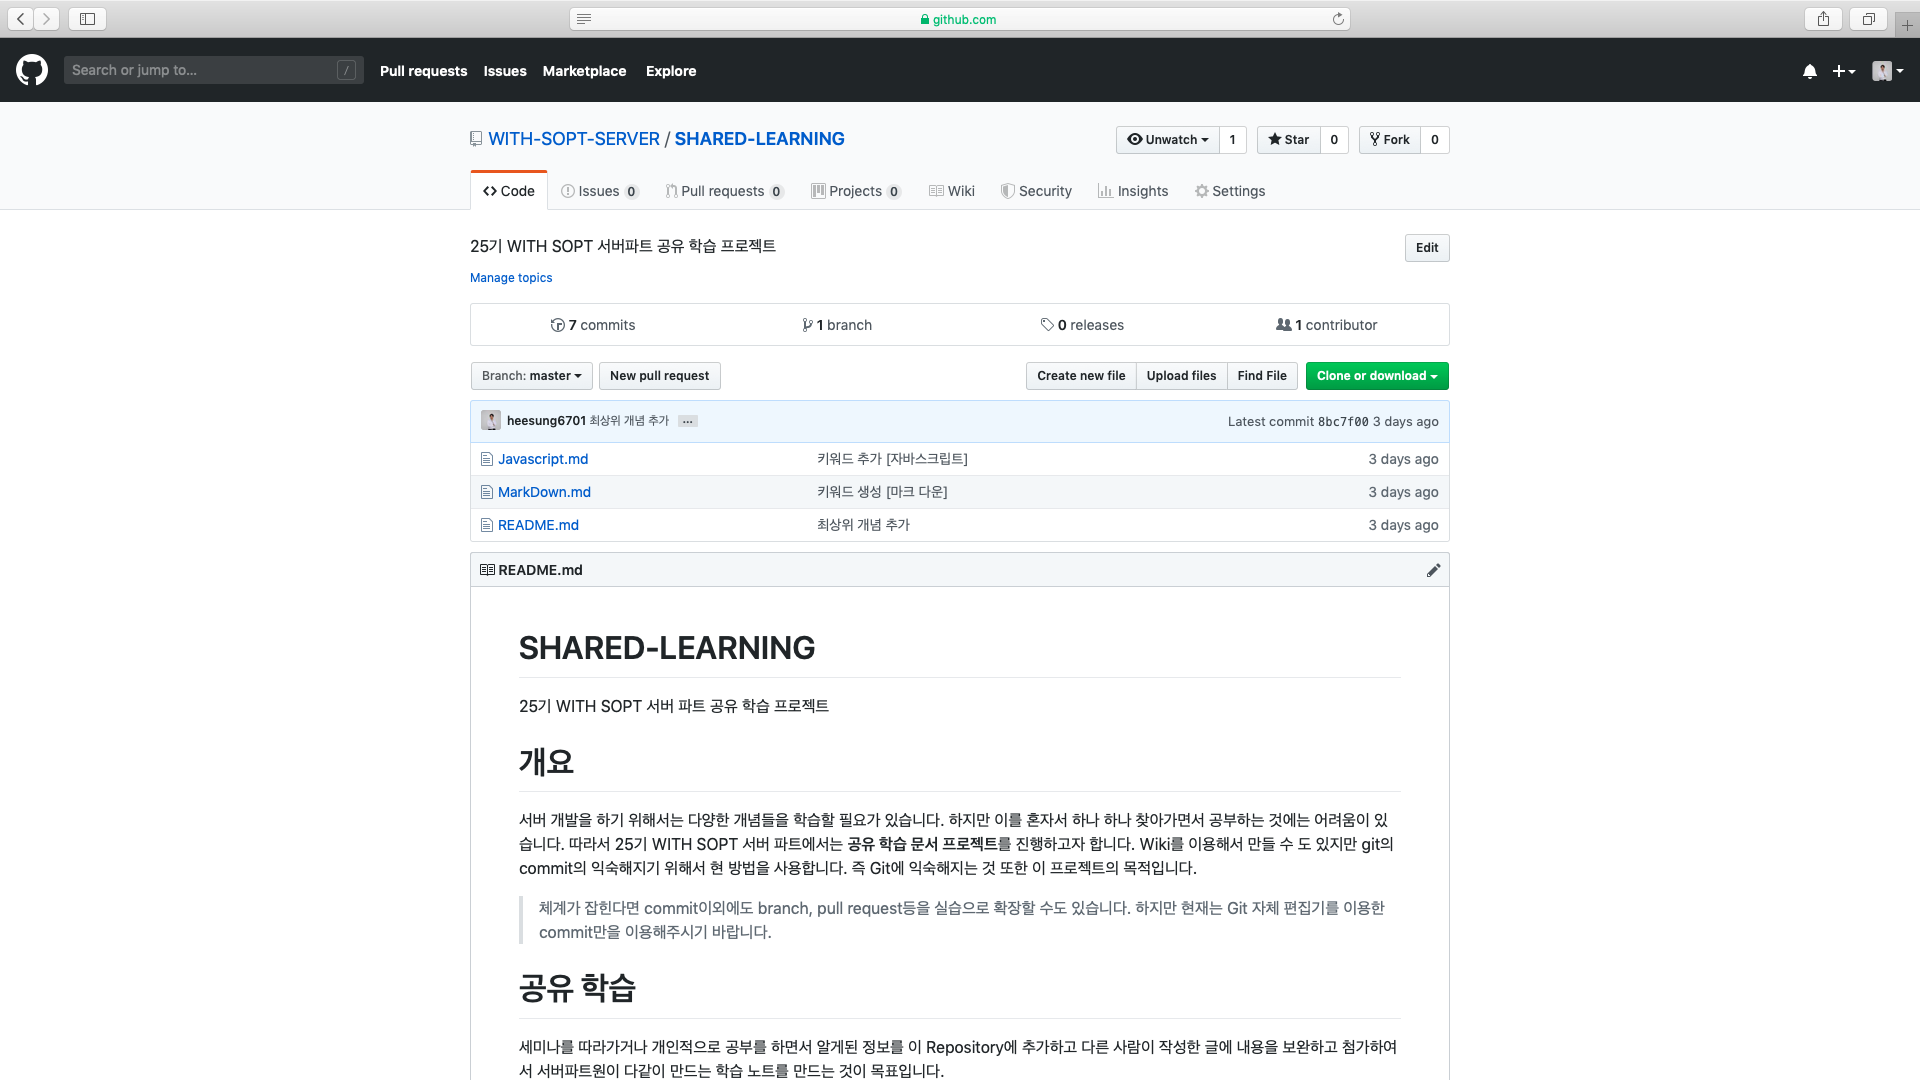 github.com
Search or jump to... /
Pull requests Issues Marketplace Explore
WITH-SOPT-SERVER / SHARED-LEARNING
Unwatch 1 Star 0 Fork 0
Code Issues 0 Pull requests 0 Projects 0 Wiki Security Insights Settings
25기 WITH SOPT 서버파트 공유 학습 프로젝트
Edit
Manage topics
7 commits 1 branch 0 releases 1 contributor
Branch: master New pull request Create new file Upload files Find File Clone or download
heesung6701 최상위 개념 추가 ... Latest commit 8bc7f00 3 days ago
Javascript.md 키워드 추가 [자바스크립트] 3 days ago
MarkDown.md 키워드 생성 [마크 다운] 3 days ago
README.md 최상위 개념 추가 3 days ago
README.md
SHARED-LEARNING
25기 WITH SOPT 서버 파트 공유 학습 프로젝트
개요
서버 개발을 하기 위해서는 다양한 개념들을 학습할 필요가 있습니다. 하지만 이를 혼자서 하나 하나 찾아가면서 공부하는 것에는 어려움이 있
습니다. 따라서 25기 WITH SOPT 서버 파트에서는 공유 학습 문서 프로젝트를 진행하고자 합니다. Wiki를 이용해서 만들 수 도 있지만 git의
commit의 익숙해지기 위해서 현 방법을 사용합니다. 즉 Git에 익숙해지는 것 또한 이 프로젝트의 목적입니다.
체계가 잡힌다면 commit이외에도 branch, pull request등을 실습으로 확장할 수도 있습니다. 하지만 현재는 Git 자체 편집기를 이용한
commit만을 이용해주시기 바랍니다.
공유 학습
세미나를 따라가거나 개인적으로 공부를 하면서 알게된 정보를 이 Repository에 추가하고 다른 사람이 작성한 글에 내용을 보완하고 첨가하여
서 서버파트원이 다같이 만드는 학습 노트를 만드는 것이 목표입니다.